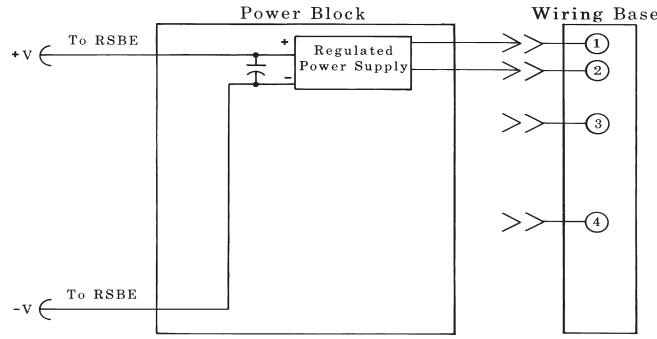 Power Block
Wiring Base
+V
To RSBE
+
Regulated
Power Supply
−
1
2
3
4
−V
To RSBE